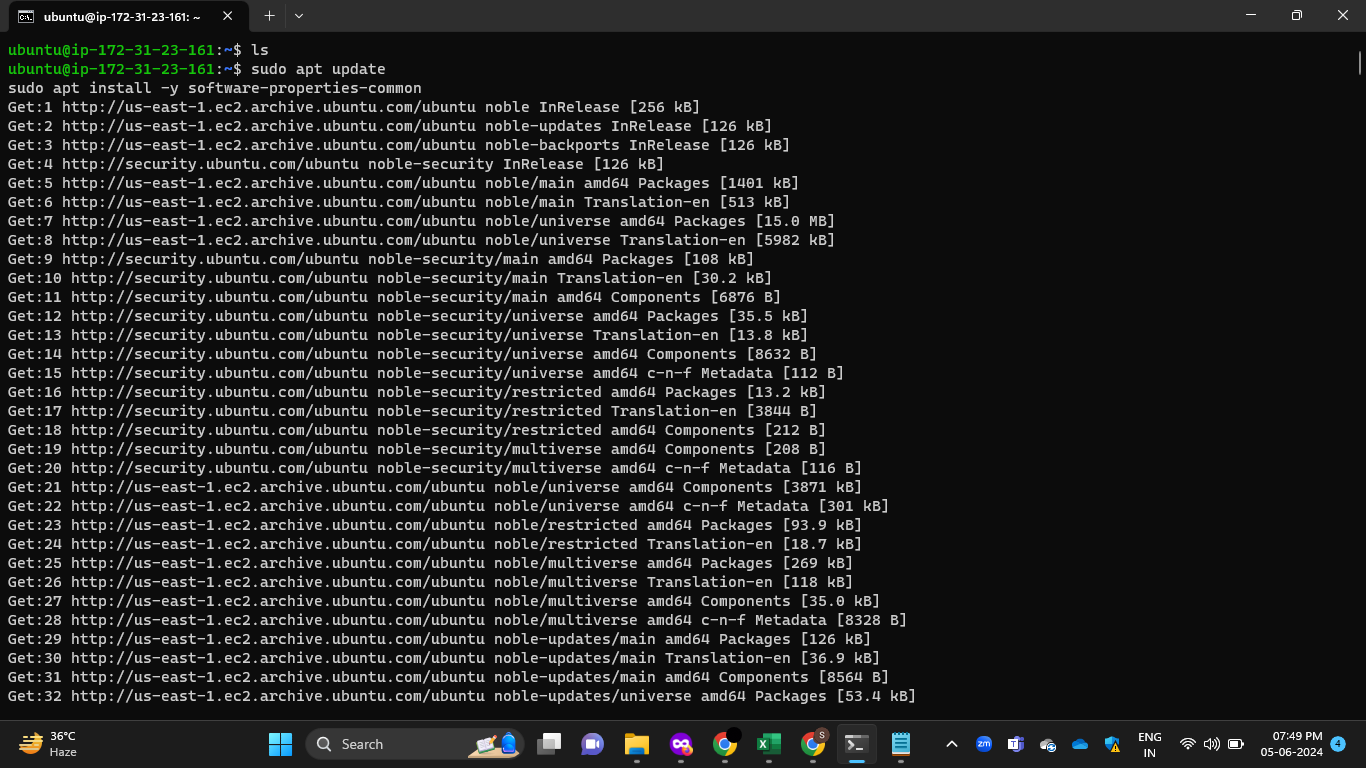 ubuntu@ip-172-31-23-161: ~
ubuntu@ip-172-31-23-161:~$ ls
ubuntu@ip-172-31-23-161:~$ sudo apt update
sudo apt install -y software-properties-common
Get:1 http://us-east-1.ec2.archive.ubuntu.com/ubuntu noble InRelease [256 kB]
Get:2 http://us-east-1.ec2.archive.ubuntu.com/ubuntu noble-updates InRelease [126 kB]
Get:3 http://us-east-1.ec2.archive.ubuntu.com/ubuntu noble-backports InRelease [126 kB]
Get:4 http://security.ubuntu.com/ubuntu noble-security InRelease [126 kB]
Get:5 http://us-east-1.ec2.archive.ubuntu.com/ubuntu noble/main amd64 Packages [1401 kB]
Get:6 http://us-east-1.ec2.archive.ubuntu.com/ubuntu noble/main Translation-en [513 kB]
Get:7 http://us-east-1.ec2.archive.ubuntu.com/ubuntu noble/universe amd64 Packages [15.0 MB]
Get:8 http://us-east-1.ec2.archive.ubuntu.com/ubuntu noble/universe Translation-en [5982 kB]
Get:9 http://security.ubuntu.com/ubuntu noble-security/main amd64 Packages [108 kB]
Get:10 http://security.ubuntu.com/ubuntu noble-security/main Translation-en [30.2 kB]
Get:11 http://security.ubuntu.com/ubuntu noble-security/main amd64 Components [6876 B]
Get:12 http://security.ubuntu.com/ubuntu noble-security/universe amd64 Packages [35.5 kB]
Get:13 http://security.ubuntu.com/ubuntu noble-security/universe Translation-en [13.8 kB]
Get:14 http://security.ubuntu.com/ubuntu noble-security/universe amd64 Components [8632 B]
Get:15 http://security.ubuntu.com/ubuntu noble-security/universe amd64 c-n-f Metadata [112 B]
Get:16 http://security.ubuntu.com/ubuntu noble-security/restricted amd64 Packages [13.2 kB]
Get:17 http://security.ubuntu.com/ubuntu noble-security/restricted Translation-en [3844 B]
Get:18 http://security.ubuntu.com/ubuntu noble-security/restricted amd64 Components [212 B]
Get:19 http://security.ubuntu.com/ubuntu noble-security/multiverse amd64 Components [208 B]
Get:20 http://security.ubuntu.com/ubuntu noble-security/multiverse amd64 c-n-f Metadata [116 B]
Get:21 http://us-east-1.ec2.archive.ubuntu.com/ubuntu noble/universe amd64 Components [3871 kB]
Get:22 http://us-east-1.ec2.archive.ubuntu.com/ubuntu noble/universe amd64 c-n-f Metadata [301 kB]
Get:23 http://us-east-1.ec2.archive.ubuntu.com/ubuntu noble/restricted amd64 Packages [93.9 kB]
Get:24 http://us-east-1.ec2.archive.ubuntu.com/ubuntu noble/restricted Translation-en [18.7 kB]
Get:25 http://us-east-1.ec2.archive.ubuntu.com/ubuntu noble/multiverse amd64 Packages [269 kB]
Get:26 http://us-east-1.ec2.archive.ubuntu.com/ubuntu noble/multiverse Translation-en [118 kB]
Get:27 http://us-east-1.ec2.archive.ubuntu.com/ubuntu noble/multiverse amd64 Components [35.0 kB]
Get:28 http://us-east-1.ec2.archive.ubuntu.com/ubuntu noble/multiverse amd64 c-n-f Metadata [8328 B]
Get:29 http://us-east-1.ec2.archive.ubuntu.com/ubuntu noble-updates/main amd64 Packages [126 kB]
Get:30 http://us-east-1.ec2.archive.ubuntu.com/ubuntu noble-updates/main Translation-en [36.9 kB]
Get:31 http://us-east-1.ec2.archive.ubuntu.com/ubuntu noble-updates/main amd64 Components [8564 B]
Get:32 http://us-east-1.ec2.archive.ubuntu.com/ubuntu noble-updates/universe amd64 Packages [53.4 kB]
36°C
Haze
Search
S
zm
ENG
IN
07:49 PM
05-06-2024
4